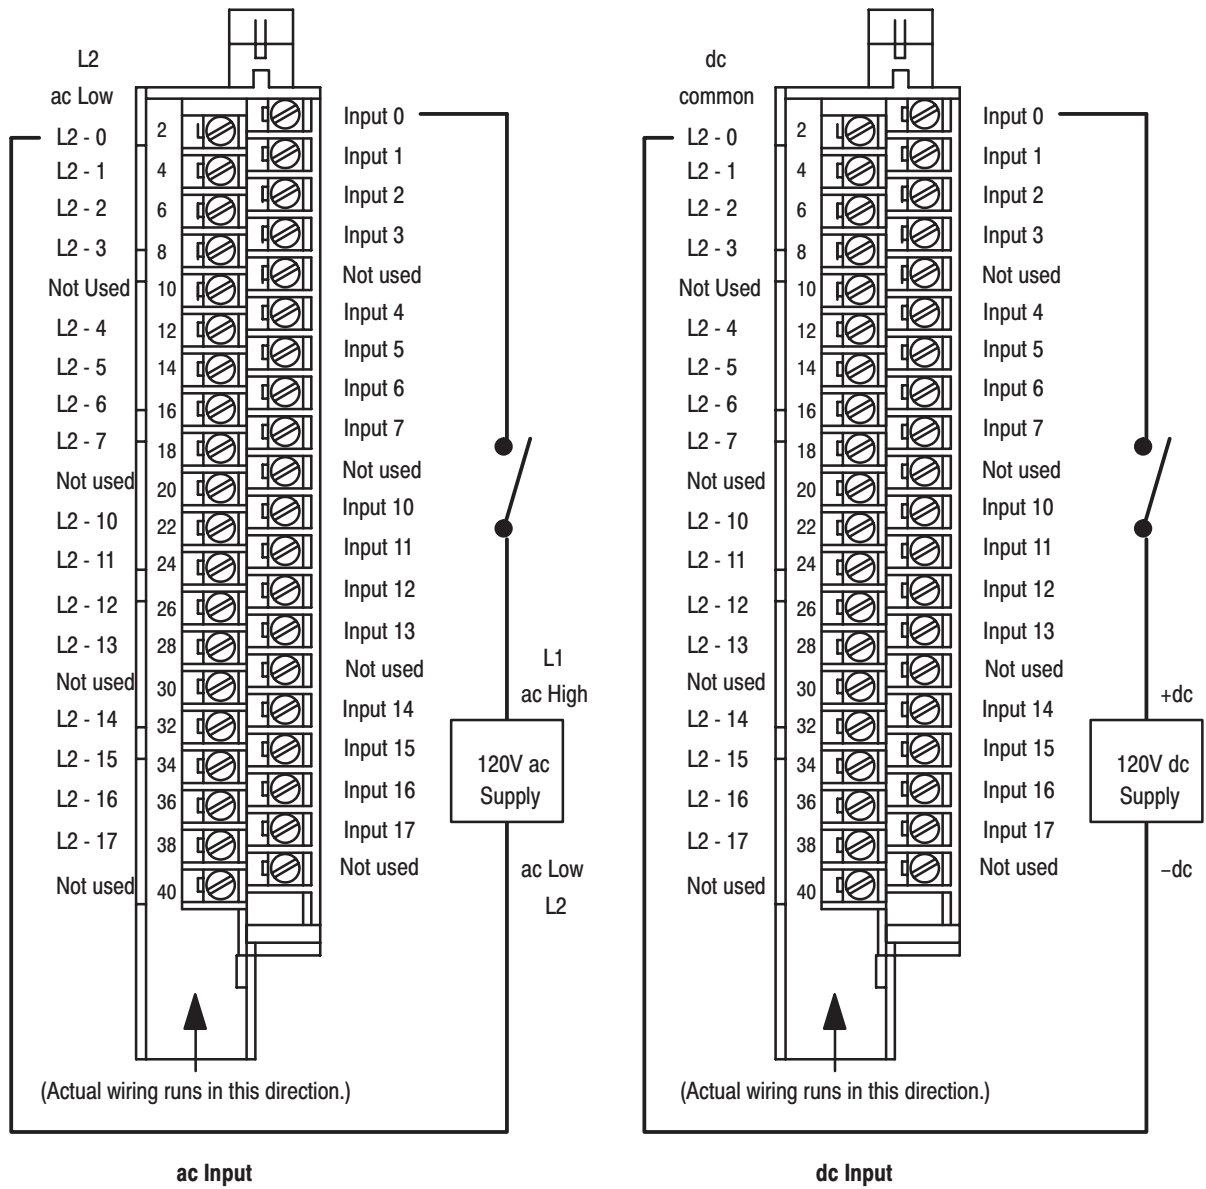 L2
ac Low
L2 - 0
L2 - 1
L2 - 2
L2 - 3
Not Used
L2 - 4
L2 - 5
L2 - 6
L2 - 7
Not used
L2 - 10
L2 - 11
L2 - 12
L2 - 13
Not used
L2 - 14
L2 - 15
L2 - 16
L2 - 17
Not used
2
4
6
8
10
12
14
16
18
20
22
24
26
28
30
32
34
36
38
40
Input 0
Input 1
Input 2
Input 3
Not used
Input 4
Input 5
Input 6
Input 7
Not used
Input 10
Input 11
Input 12
Input 13
Not used
Input 14
Input 15
Input 16
Input 17
Not used
L1
ac High
120V ac
Supply
ac Low
L2
(Actual wiring runs in this direction.)
ac Input
dc
common
L2 - 0
L2 - 1
L2 - 2
L2 - 3
Not Used
L2 - 4
L2 - 5
L2 - 6
L2 - 7
Not used
L2 - 10
L2 - 11
L2 - 12
L2 - 13
Not used
L2 - 14
L2 - 15
L2 - 16
L2 - 17
Not used
2
4
6
8
10
12
14
16
18
20
22
24
26
28
30
32
34
36
38
40
Input 0
Input 1
Input 2
Input 3
Not used
Input 4
Input 5
Input 6
Input 7
Not used
Input 10
Input 11
Input 12
Input 13
Not used
Input 14
Input 15
Input 16
Input 17
Not used
+dc
120V dc
Supply
−dc
(Actual wiring runs in this direction.)
dc Input